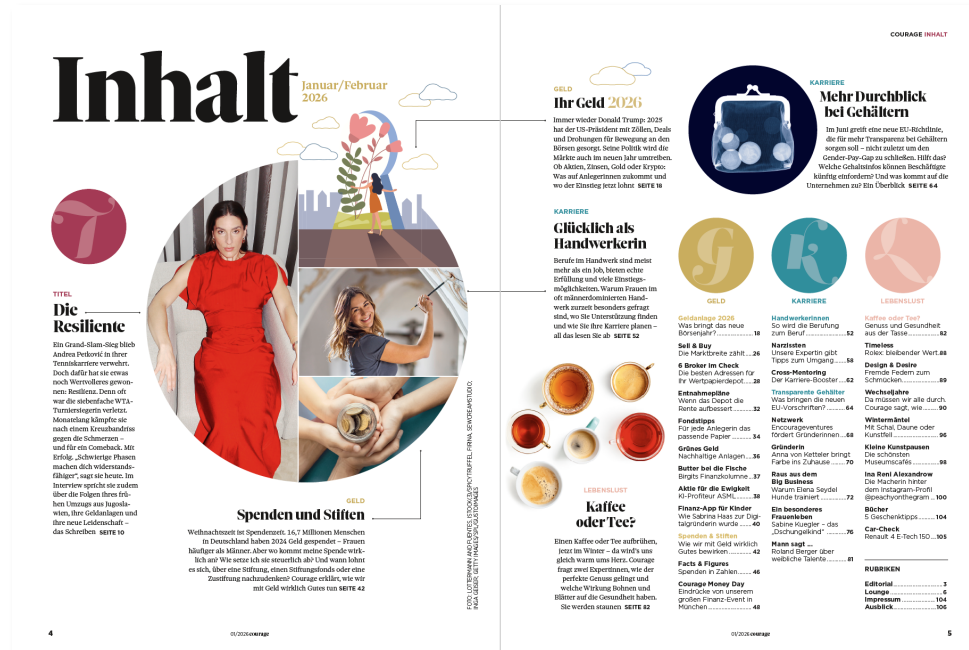 Inhalt
Januar/Februar
2026
T
TITEL
Die
Resiliente
Ein Grand-Slam-Sieg blieb
Andrea Petković in ihrer
Tenniskarriere verwehrt.
Doch dafür hat sie etwas
noch Wertvolleres gewon-
nen: Resilienz. Denn oft
war die siebenfache WTA-
Turniersiegerin verletzt.
Monatelang kämpfte sie
nach einem Kreuzbandriss
gegen die Schmerzen –
und für ein Comeback. Mit
Erfolg. „Schwierige Phasen
machen dich widerstands-
fähiger“, sagt sie heute. Im
Interview spricht sie zudem
über die Folgen ihres frü-
hen Umzugs aus Jugosla-
wien, ihre Geldanlagen und
ihre neue Leidenschaft –
das Schreiben SEITE 10
GELD
Spenden und Stiften
Weihnachtszeit ist Spendenzeit. 16,7 Millionen Menschen
in Deutschland haben 2024 Geld gespendet – Frauen
häufiger als Männer. Aber wo kommt meine Spende wirk-
lich an? Wie setze ich sie steuerlich ab? Und wann lohnt
es sich, über eine Stiftung, einen Stiftungsfonds oder eine
Zustiftung nachzudenken? Courage erklärt, wie wir
mit Geld wirklich Gutes tun SEITE 42
4
01/2026 courage
COURAGE INHALT
GELD
Ihr Geld 2026
Immer wieder Donald Trump: 2025
hat der US-Präsident mit Zöllen, Deals
und Drohungen für Bewegung an den
Börsen gesorgt. Seine Politik wird die
Märkte auch im neuen Jahr umtreiben.
Ob Aktien, Zinsen, Gold oder Krypto:
Was auf Anlegerinnen zukommt und
wo der Einstieg jetzt lohnt SEITE 18
KARRIERE
Mehr Durchblick
bei Gehältern
Im Juni greift eine neue EU-Richtlinie,
die für mehr Transparenz bei Gehältern
sorgen soll – nicht zuletzt um den
Gender-Pay-Gap zu schließen. Hilft das?
Welche Gehaltsinfos können Beschäftigte
künftig einfordern? Und was kommt auf die
Unternehmen zu? Ein Überblick SEITE 64
KARRIERE
Glücklich als
Handwerkerin
Berufe im Handwerk sind meist
mehr als ein Job, bieten echte
Erfüllung und viele Einstiegs-
möglichkeiten. Warum Frauen im
oft männerdominierten Hand-
werk zurzeit besonders gefragt
sind, wo Sie Unterstützung finden
und wie Sie ihre Karriere planen –
all das lesen Sie ab SEITE 52
LEBENSLUST
Kaffee
oder Tee?
Einen Kaffee oder Tee aufbrühen,
jetzt im Winter – da wird's uns
gleich warm ums Herz. Courage
fragt zwei Expertinnen, wie der
perfekte Genuss gelingt und
welche Wirkung Bohnen und
Blätter auf die Gesundheit haben.
Sie werden staunen SEITE 82
G
GELD
Geldanlage 2026
Was bringt das neue
Börsenjahr? 18
Sell & Buy
Die Marktbreite zählt 26
6 Broker im Check
Die besten Adressen für
Ihr Wertpapierdepot 28
Entnahmepläne
Wenn das Depot die
Rente aufbessert 32
Fondstipps
Für jede Anlegerin das
passende Papier 34
Grünes Geld
Nachhaltige Anlagen 36
Butter bei die Fische
Birgits Finanzkolumne 37
Aktie für die Ewigkeit
KI-Profiteur ASML 38
Finanz-App für Kinder
Wie Sabrina Haas zur Digi-
talgründerin wurde 40
Spenden & Stiften
Wie wir mit Geld wirklich
Gutes bewirken 42
Facts & Figures
Spenden in Zahlen 46
Courage Money Day
Eindrücke von unserem
großen Finanz-Event in
München 48
K
KARRIERE
Handwerkerinnen
So wird die Berufung
zum Beruf 52
Narzissten
Unsere Expertin gibt
Tipps zum Umgang 58
Cross-Mentoring
Der Karriere-Booster 62
Transparente Gehälter
Was bringen die neuen
EU-Vorschriften? 64
Netzwerk
Encourageventures
fördert Gründerinnen 68
Gründerin
Anna von Ketteler bringt
Farbe ins Zuhause 70
Raus aus dem
Big Business
Warum Elena Seydel
Hunde trainiert 72
Ein besonderes
Frauenleben
Sabine Kuegler – das
„Dschungelkind“ 76
Mann sagt ...
Roland Berger über
weibliche Talente 81
L
LEBENSLUST
Kaffee oder Tee?
Genuss und Gesundheit
aus der Tasse 82
Timeless
Rolex: bleibender Wert 88
Design & Desire
Fremde Federn zum
Schmücken 89
Wechseljahre
Da müssen wir alle durch.
Courage sagt, wie 90
Wintermäntel
Mit Schal, Daune oder
Kunstfell 96
Kleine Kunstpausen
Die schönsten
Museumscafés 98
Ina Reni Alexandrow
Die Macherin hinter
dem Instagram-Profil
@peachyonthegram 100
Bücher
5 Geschenktipps 104
Car-Check
Renault 4 E-Tech 150 105
RUBRIKEN
Editorial 3
Lounge 6
Impressum 104
Ausblick 106
01/2026 courage
5